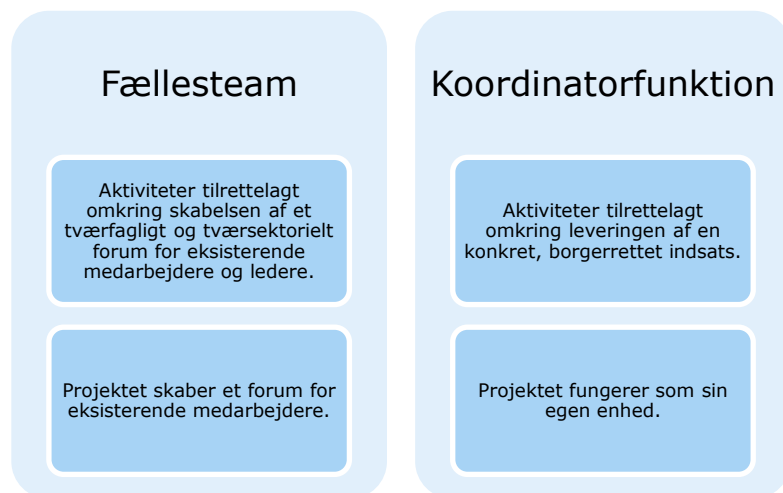 Fællesteam
Aktiviteter tilrettelagt
omkring skabelsen af et
tværfagligt og tværsektorielt
forum for eksisterende
medarbejdere og ledere.
Projektet skaber et forum for
eksisterende medarbejdere.
Koordinatorfunktion
Aktiviteter tilrettelagt
omkring leveringen af en
konkret, borgerrettet indsats.
Projektet fungerer som sin
egen enhed.